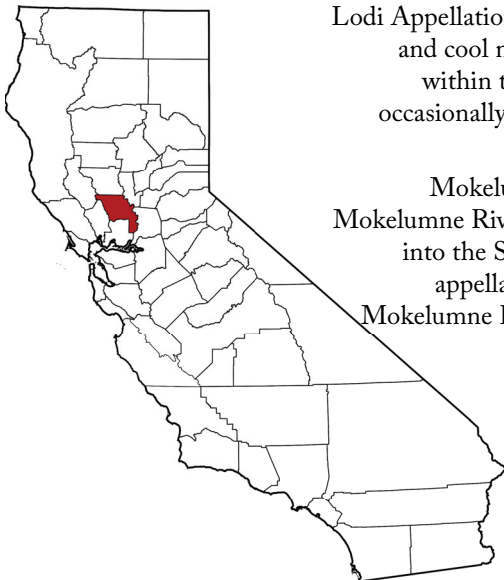 Lodi Appellatio
and cool
within
occasionally
Mokelu
Mokelumne Riv
into the S
appella
Mokelumne